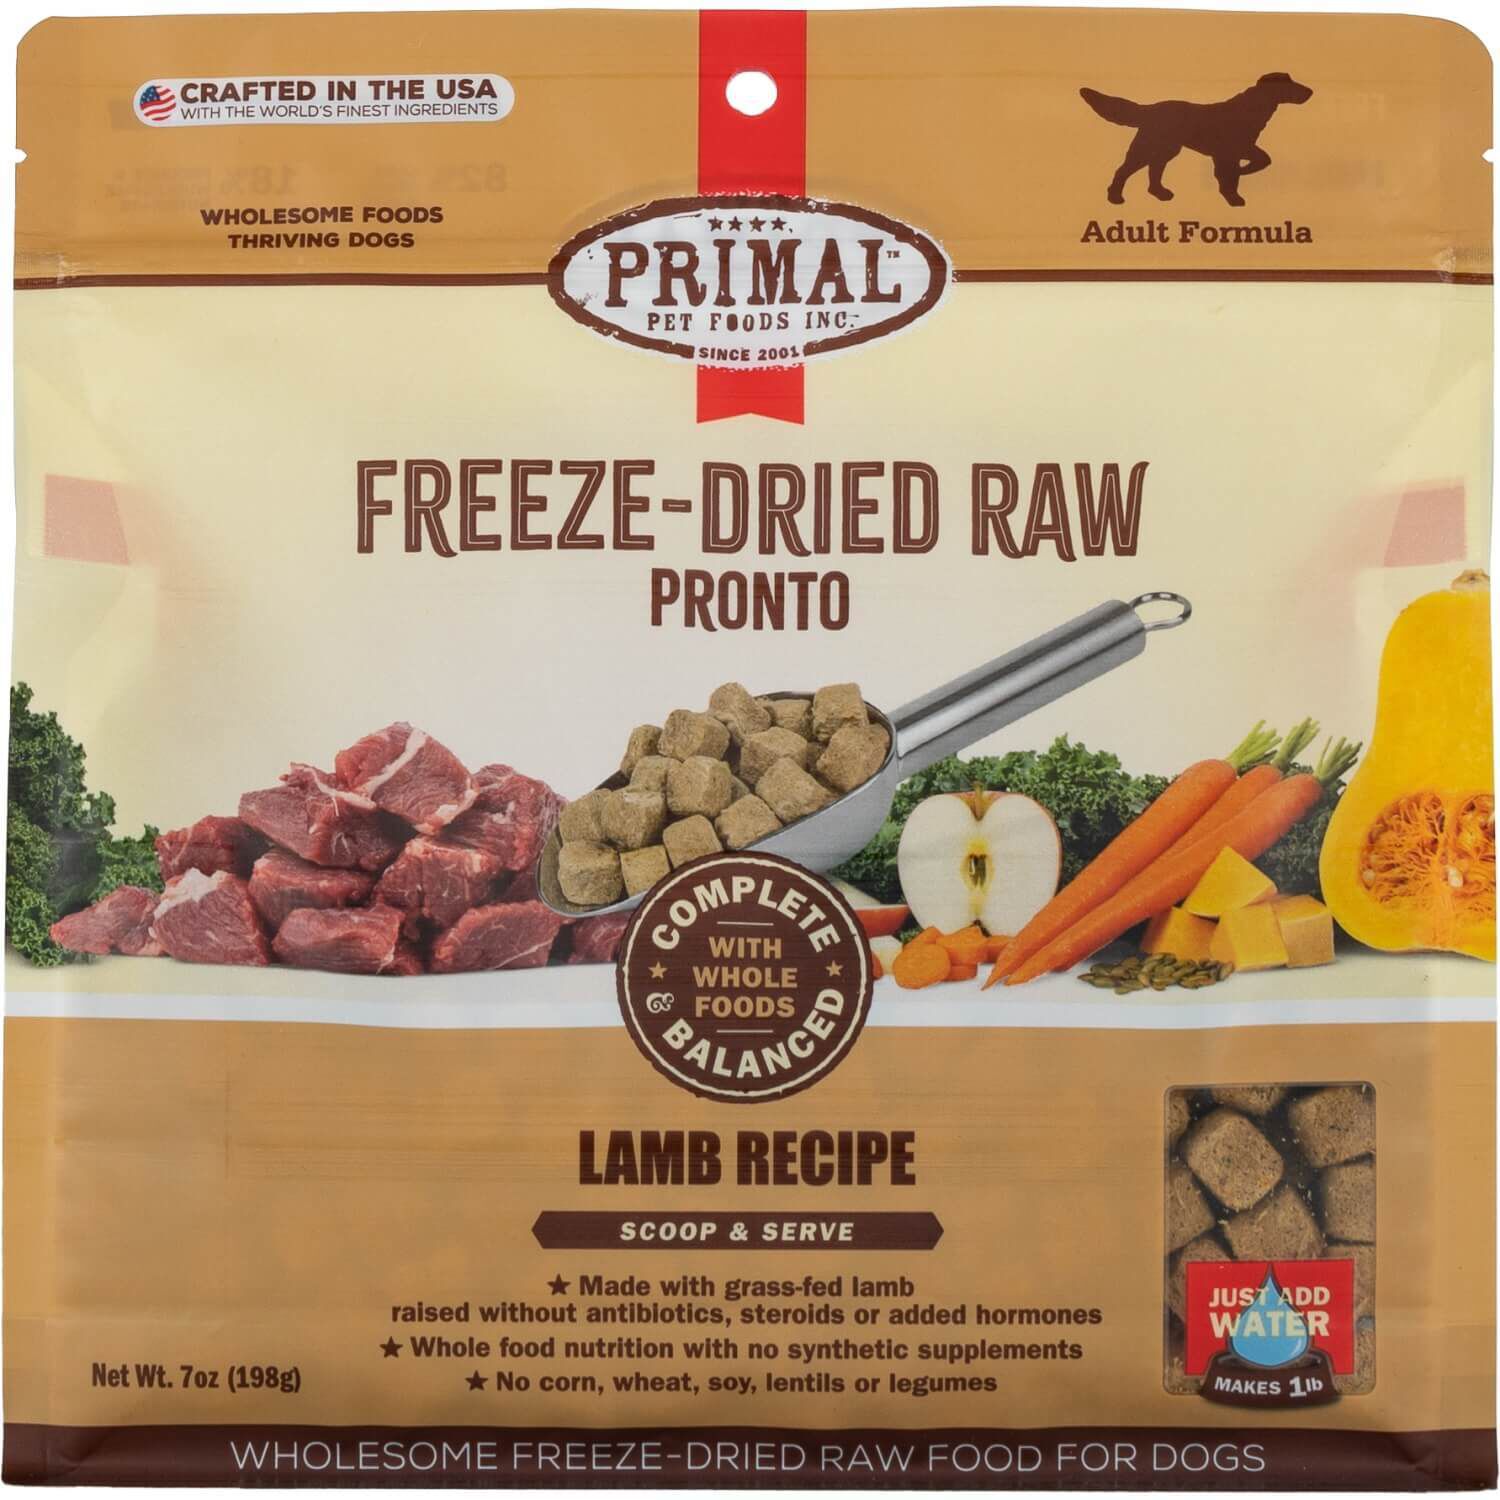 CRAFTED IN THE USA
WITH THE WORLD'S FINEST INGREDIENTS
WHOLESOME FOODS
THRIVING DOGS
Adult Formula
PRIMAL™
PET FOODS INC.
SINCE 2001
FREEZE-DRIED RAW
PRONTO
COMPLETE
WITH
WHOLE
FOODS
& BALANCED
LAMB RECIPE
SCOOP & SERVE
★ Made with grass-fed lamb
raised without antibiotics, steroids or added hormones
★ Whole food nutrition with no synthetic supplements
★ No corn, wheat, soy, lentils or legumes
Net Wt. 7oz (198g)
JUST ADD
WATER
MAKES 1lb
WHOLESOME FREEZE-DRIED RAW FOOD FOR DOGS